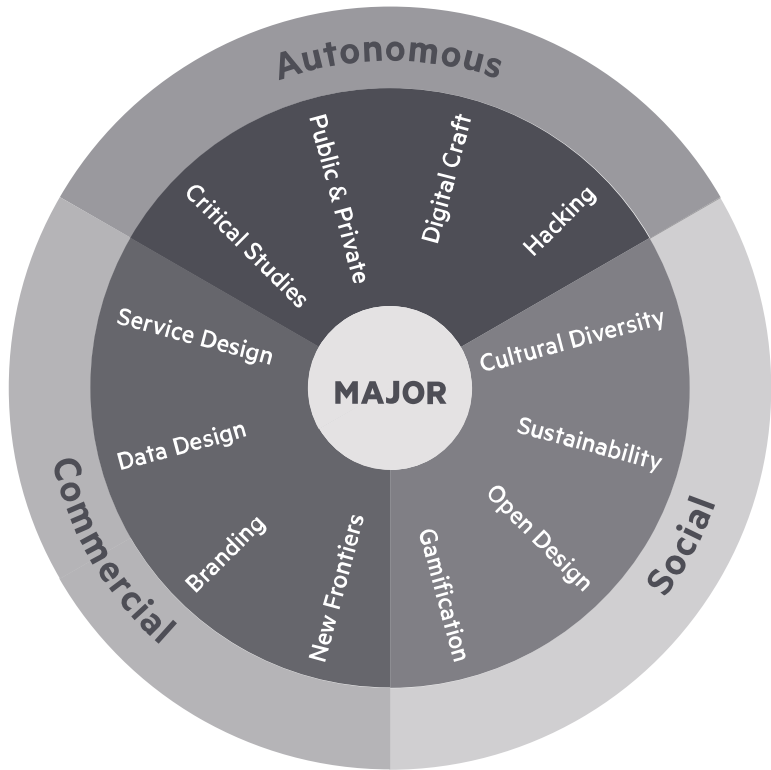 Autonomous
Critical Studies
Public & Private
Digital Craft
Hacking
Social
Cultural Diversity
Sustainability
Open Design
Gamification
Commercial
New Frontiers
Branding
Data Design
Service Design
MAJOR